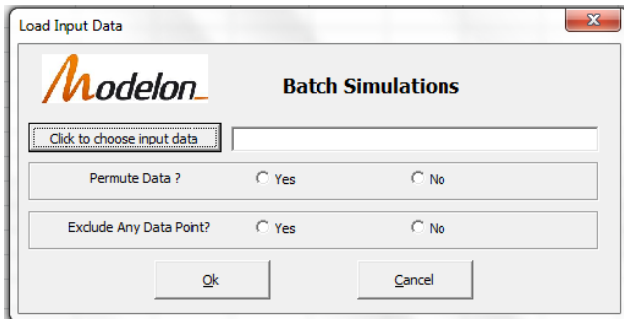 Load Input Data
Modelon
Batch Simulations
Click to choose input data
Permute Data ? Yes No
Exclude Any Data Point? Yes No
Ok Cancel